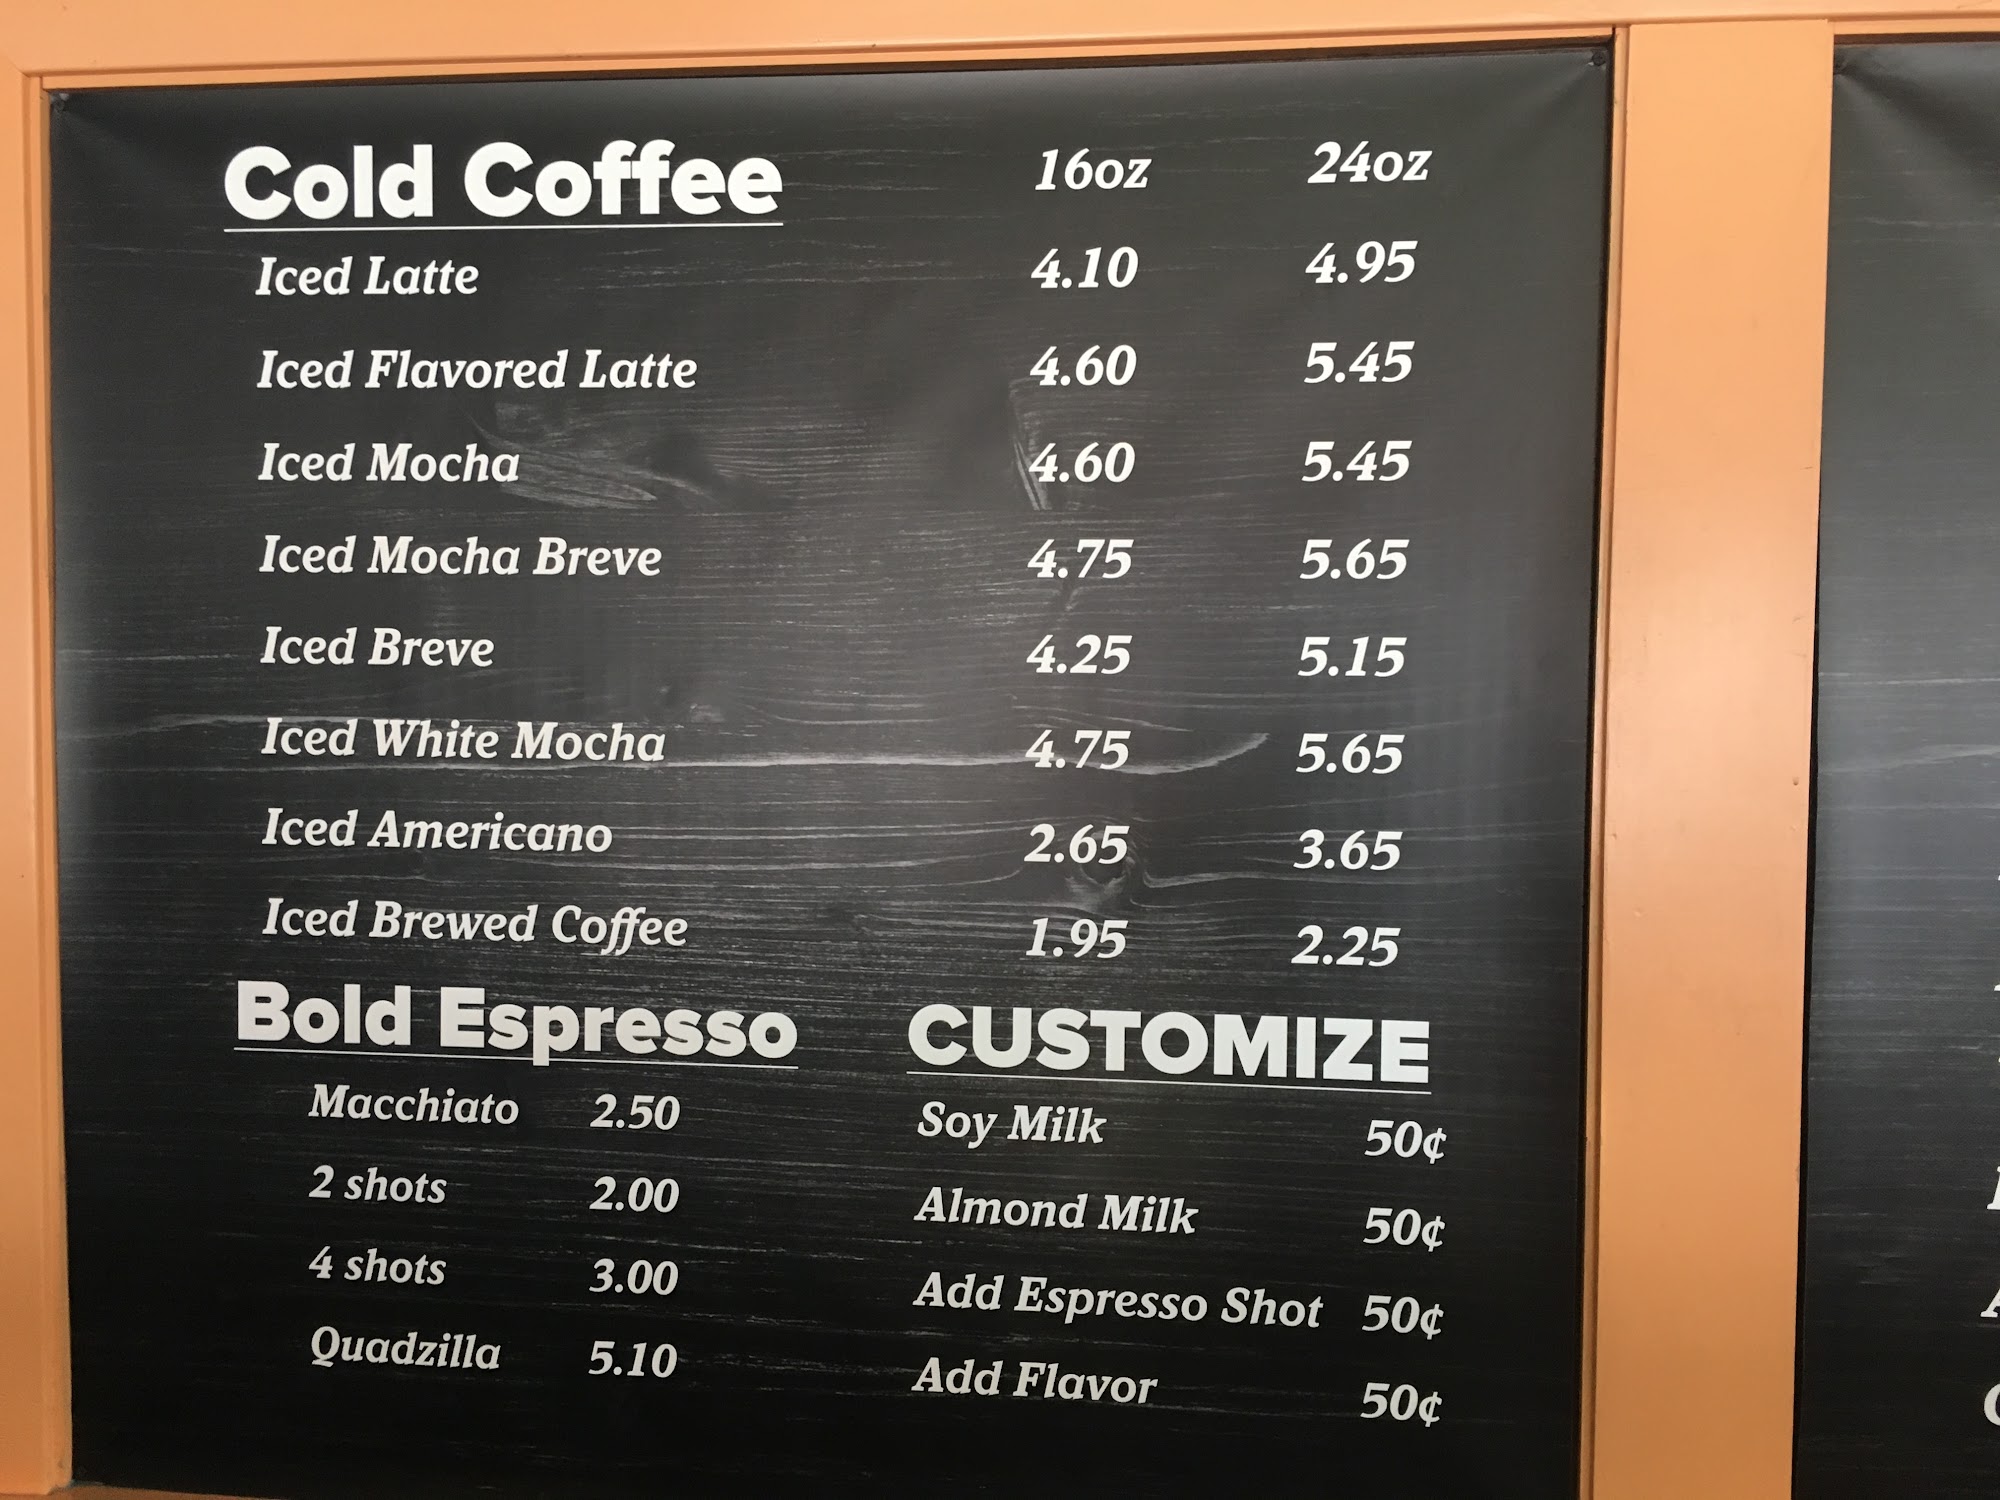 Cold Coffee 16oz 24oz
Iced Latte 4.10 4.95
Iced Flavored Latte 4.60 5.45
Iced Mocha 4.60 5.45
Iced Mocha Breve 4.75 5.65
Iced Breve 4.25 5.15
Iced White Mocha 4.75 5.65
Iced Americano 2.65 3.65
Iced Brewed Coffee 1.95 2.25
Bold Espresso
Macchiato 2.50
2 shots 2.00
4 shots 3.00
Quadzilla 5.10
CUSTOMIZE
Soy Milk 50¢
Almond Milk 50¢
Add Espresso Shot 50¢
Add Flavor 50¢